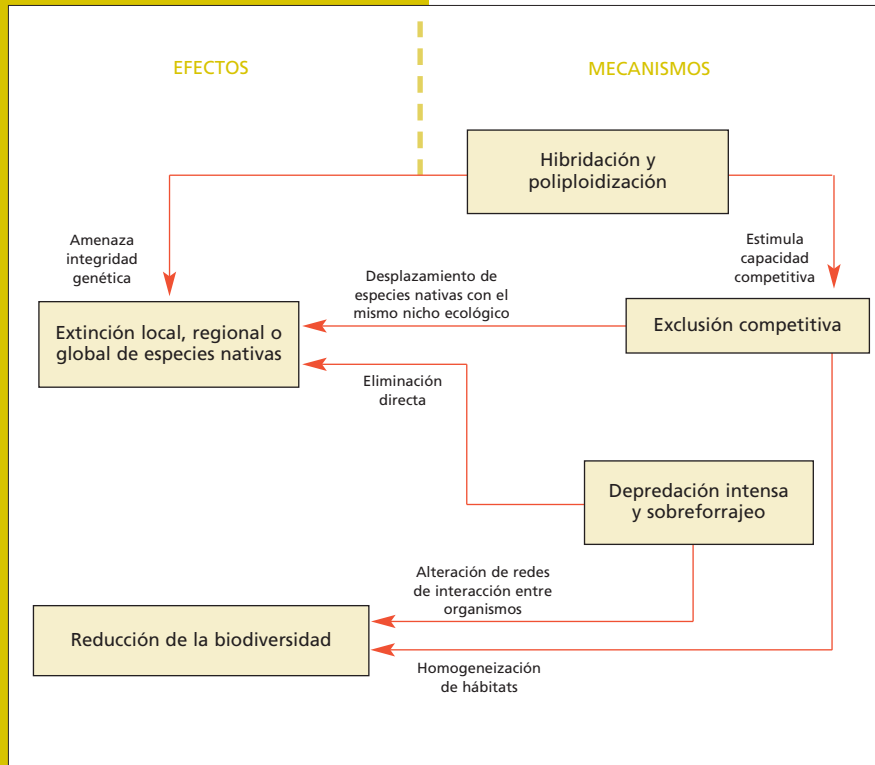 EFECTOS
MECANISMOS
Hibridación y
poliploidización
Amenaza
integridad
genética
Estimula
capacidad
competitiva
Desplazamiento de
especies nativas con el
mismo nicho ecológico
Extinción local, regional o
global de especies nativas
Exclusión competitiva
Eliminación
directa
Depredación intensa
y sobreforrajeo
Alteración de redes
de interacción entre
organismos
Reducción de la biodiversidad
Homogeneización
de hábitats